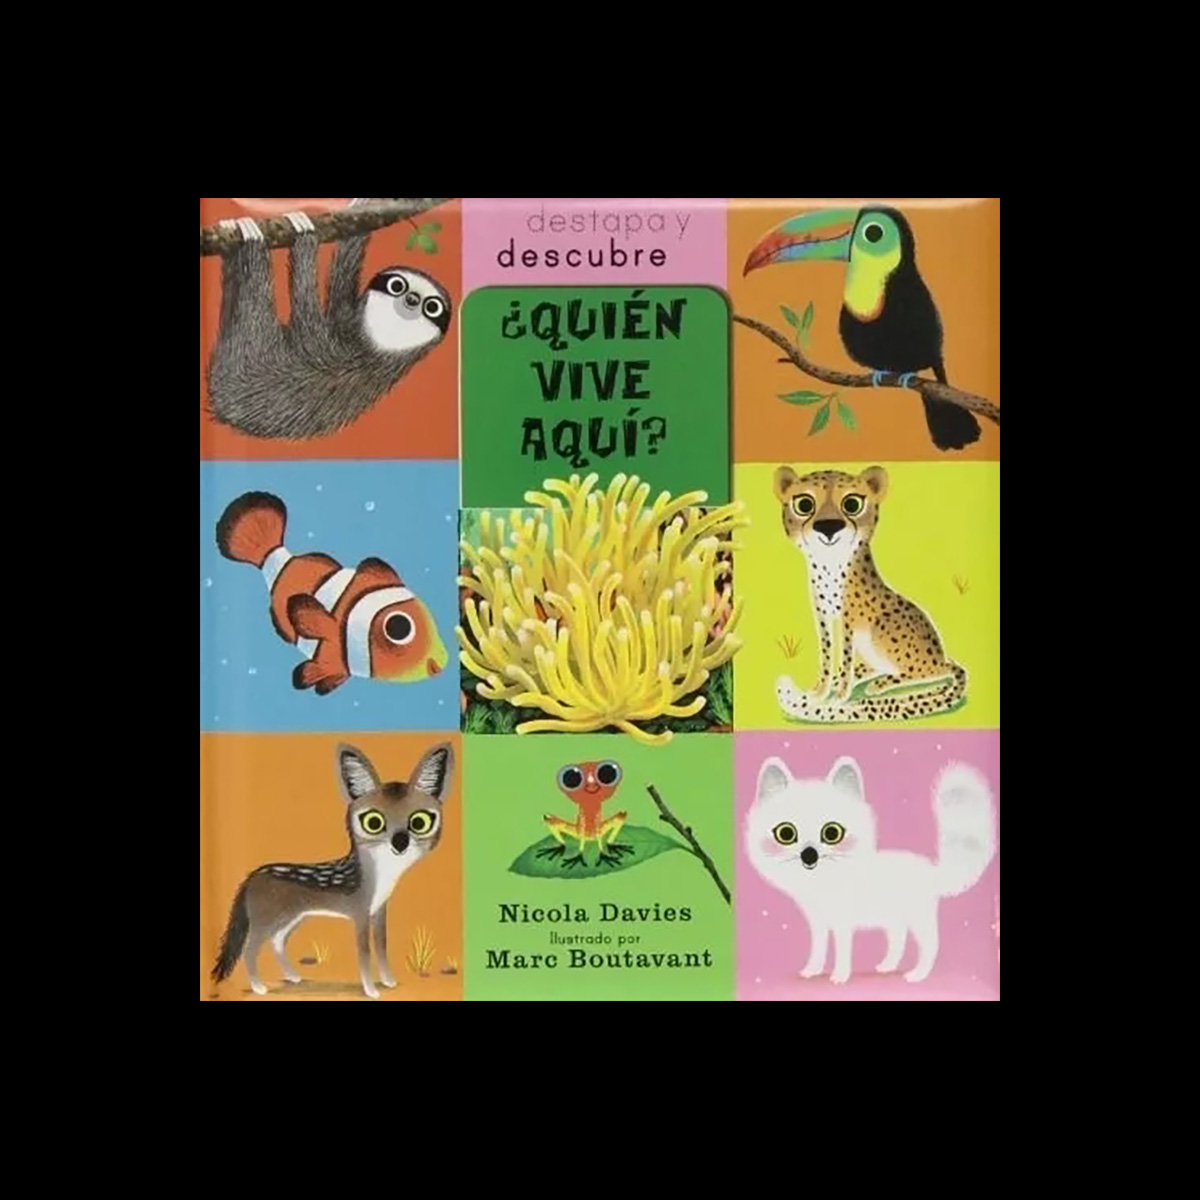 destapa y
descubre
¿QUIÉN
VIVE
AQUÍ?
Nicola Davies
Ilustrado por
Marc Boutavant